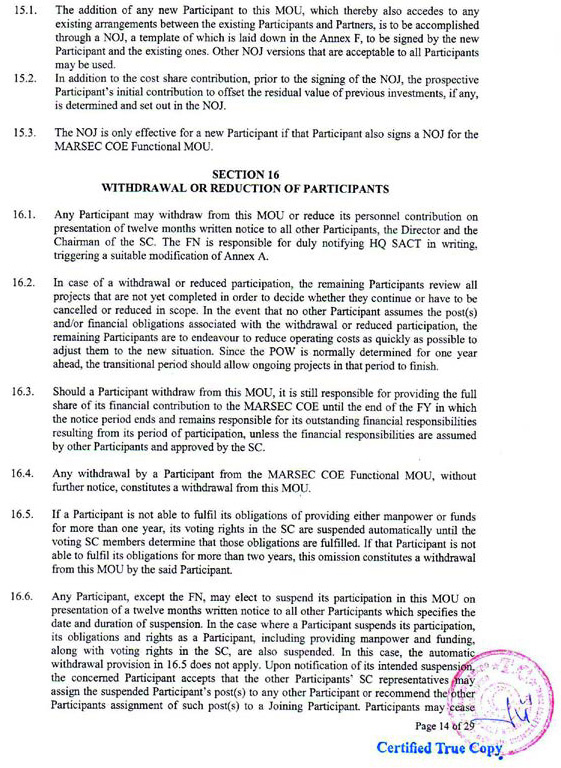 15.1. The addition of any new Participant to this MOU, which thereby also accedes to any
existing arrangements between the existing Participants and Partners, is to be accomplished
through a NOJ, a template of which is laid down in the Annex F, to be signed by the new
Participant and the existing ones. Other NOJ versions that are acceptable to all Participants
may be used.
15.2. In addition to the cost share contribution, prior to the signing of the NOJ, the prospective
Participant's initial contribution to offset the residual value of previous investments, if any,
is determined and set out in the NOJ.
15.3. The NOJ is only effective for a new Participant if that Participant also signs a NOJ for the
MARSEC COE Functional MOU.
SECTION 16
WITHDRAWAL OR REDUCTION OF PARTICIPANTS
16.1. Any Participant may withdraw from this MOU or reduce its personnel contribution on
presentation of twelve months written notice to all other Participants, the Director and the
Chairman of the SC. The FN is responsible for duly notifying HQ SACT in writing,
triggering a suitable modification of Annex A.
16.2. In case of a withdrawal or reduced participation, the remaining Participants review all
projects that are not yet completed in order to decide whether they continue or have to be
cancelled or reduced in scope. In the event that no other Participant assumes the post(s)
and/or financial obligations associated with the withdrawal or reduced participation, the
remaining Participants are to endeavour to reduce operating costs as quickly as possible to
adjust them to the new situation. Since the POW is normally determined for one year
ahead, the transitional period should allow ongoing projects in that period to finish.
16.3. Should a Participant withdraw from this MOU, it is still responsible for providing the full
share of its financial contribution to the MARSEC COE until the end of the FY in which
the notice period ends and remains responsible for its outstanding financial responsibilities
resulting from its period of participation, unless the financial responsibilities are assumed
by other Participants and approved by the SC.
16.4. Any withdrawal by a Participant from the MARSEC COE Functional MOU, without
further notice, constitutes a withdrawal from this MOU.
16.5. If a Participant is not able to fulfil its obligations of providing either manpower or funds
for more than one year, its voting rights in the SC are suspended automatically until the
voting SC members determine that those obligations are fulfilled. If that Participant is not
able to fulfil its obligations for more than two years, this omission constitutes a withdrawal
from this MOU by the said Participant.
16.6. Any Participant, except the FN, may elect to suspend its participation in this MOU on
presentation of a twelve months written notice to all other Participants which specifies the
date and duration of suspension. In the case where a Participant suspends its participation,
its obligations and rights as a Participant, including providing manpower and funding,
along with voting rights in the SC, are also suspended. In this case, the automatic
withdrawal provision in 16.5 does not apply. Upon notification of its intended suspension,
the concerned Participant accepts that the other Participants' SC representatives may
assign the suspended Participant's post(s) to any other Participant or recommend the other
Participants assignment of such post(s) to a Joining Participant. Participants may cease
Page 14 of 29
Certified True Copy